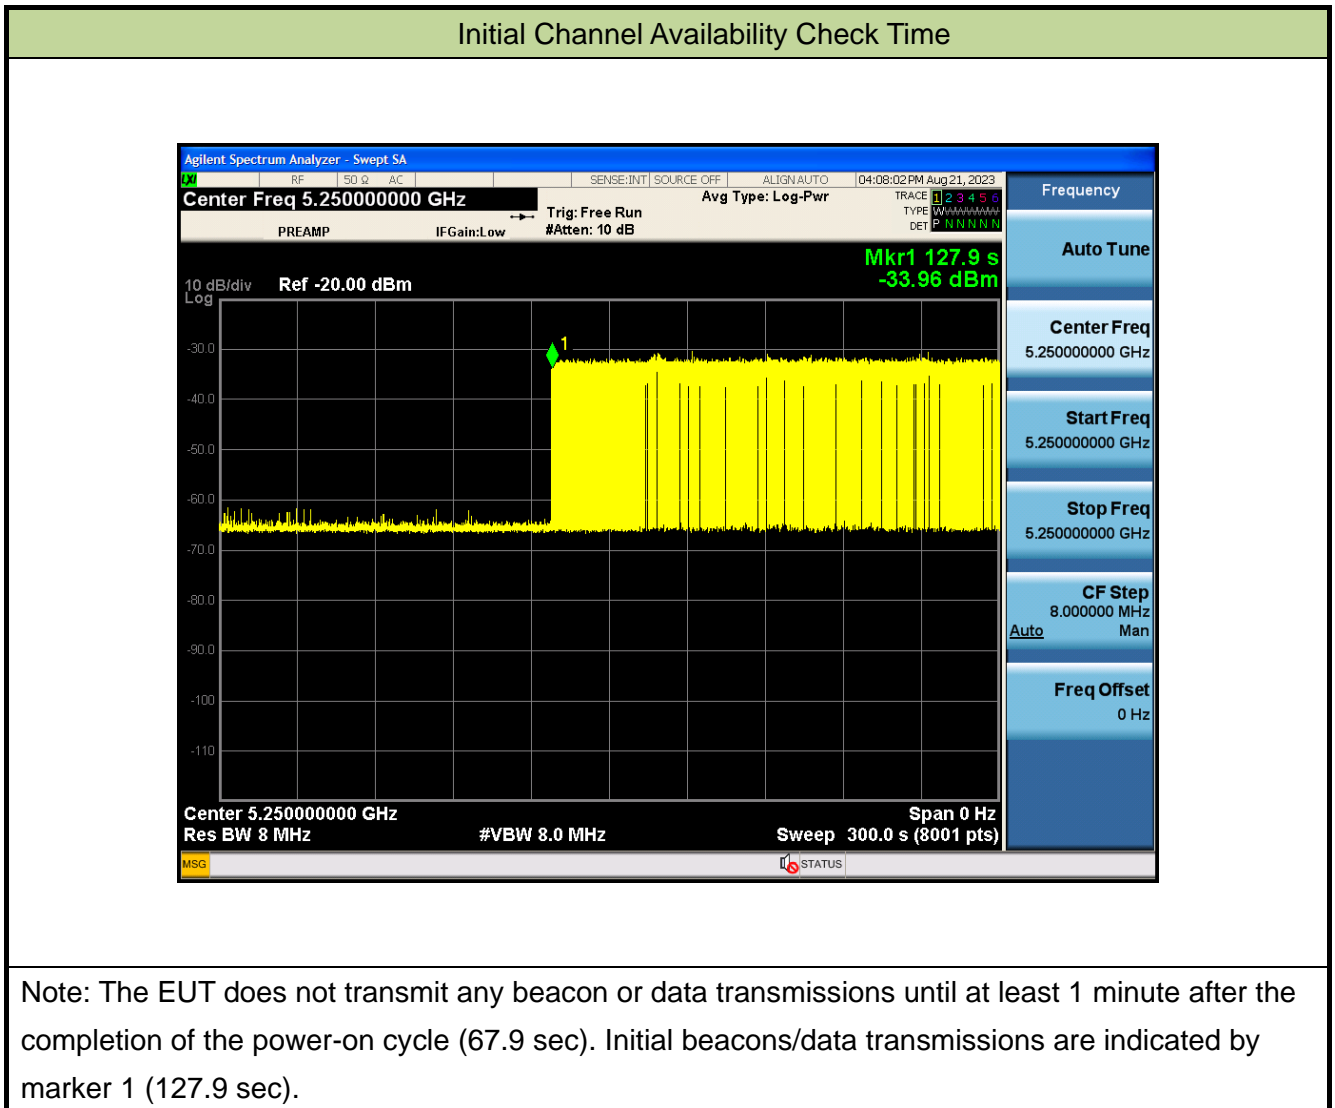 Initial Channel Availability Check Time
Agilent Spectrum Analyzer - Swept SA
LXI RF 50 Ω AC SENSE:INT SOURCE OFF ALIGN AUTO 04:08:02 PM Aug 21, 2023
Center Freq 5.250000000 GHz Avg Type: Log-Pwr TRACE 1 2 3 4 5 6
Trig: Free Run TYPE WWWWWW
PREAMP IFGain:Low #Atten: 10 dB DET P N N N N N
Mkr1 127.9 s
-33.96 dBm
10 dB/div Ref -20.00 dBm
Log
1
-30.0
-40.0
-50.0
-60.0
-70.0
-80.0
-90.0
-100
-110
Center 5.250000000 GHz Span 0 Hz
Res BW 8 MHz #VBW 8.0 MHz Sweep 300.0 s (8001 pts)
MSG STATUS
Frequency
Auto Tune
Center Freq
5.250000000 GHz
Start Freq
5.250000000 GHz
Stop Freq
5.250000000 GHz
CF Step
8.000000 MHz
Auto Man
Freq Offset
0 Hz
Note: The EUT does not transmit any beacon or data transmissions until at least 1 minute after the
completion of the power-on cycle (67.9 sec). Initial beacons/data transmissions are indicated by
marker 1 (127.9 sec).